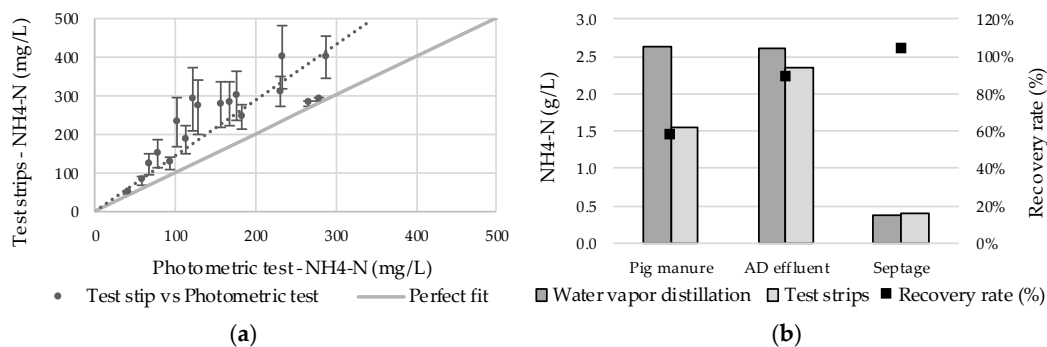 500
400
300
200
100
0
Test strips - NH4-N (mg/L)
0 100 200 300 400 500
Photometric test - NH4-N (mg/L)
Test stip vs Photometric test Perfect fit
(a)
3.0
2.5
2.0
1.5
1.0
0.5
0.0
NH4-N (g/L)
120%
100%
80%
60%
40%
20%
0%
Recovery rate (%)
Pig manure AD effluent Septage
Water vapor distillation Test strips Recovery rate (%)
(b)